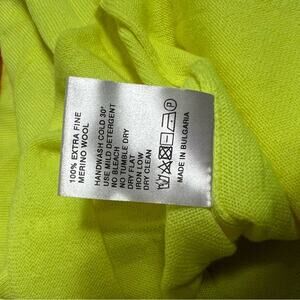 100% EXTRA FINE
MERINO WOOL
HANDWASH COLD 30°
USE MILD DETERGENT
NO BLEACH
NO TUMBLE DRY
DRY FLAT
IRON LOW
DRY CLEAN
P
MADE IN BULGARIA